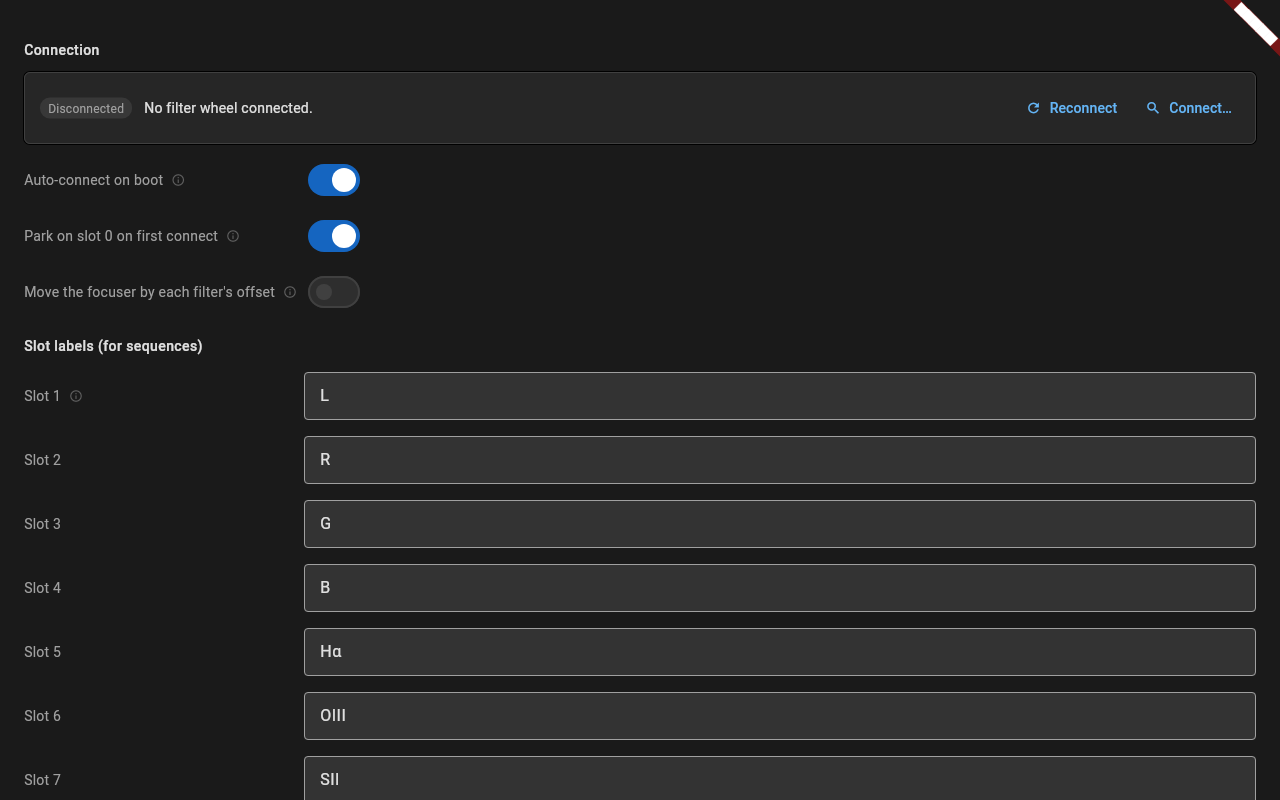 Connection
Disconnected No filter wheel connected. Reconnect Connect...
Auto-connect on boot
Park on slot 0 on first connect
Move the focuser by each filter's offset
Slot labels (for sequences)
Slot 1 L
Slot 2 R
Slot 3 G
Slot 4 B
Slot 5 Hα
Slot 6 OIII
Slot 7 SII